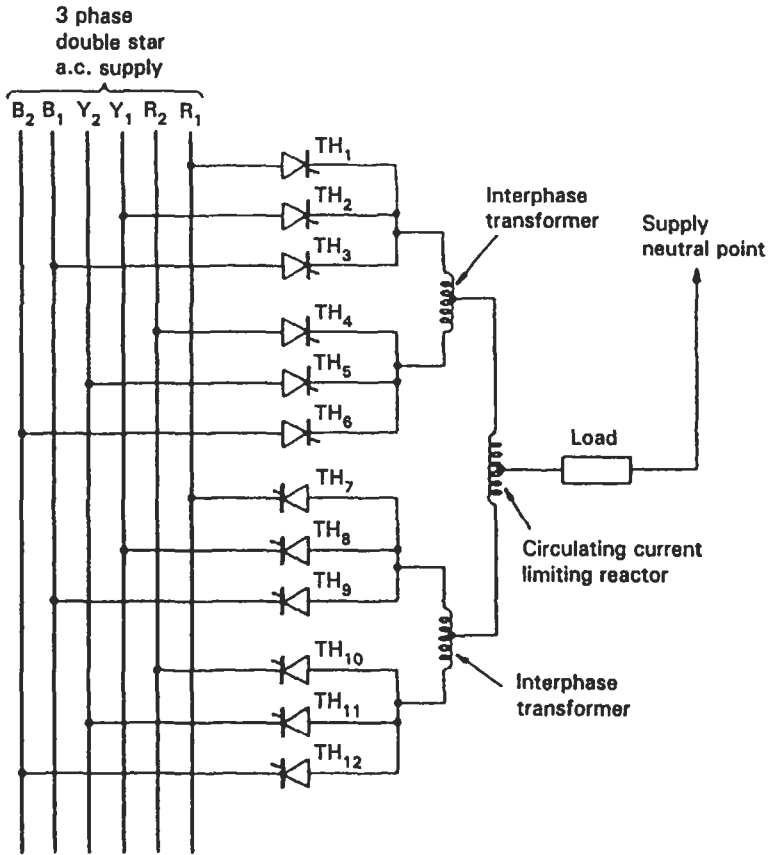 3 phase
double star
a.c. supply
B₂ B₁ Y₂ Y₁ R₂ R₁
TH₁
TH₂
TH₃
TH₄
TH₅
TH₆
TH₇
TH₈
TH₉
TH₁₀
TH₁₁
TH₁₂
Interphase
transformer
Supply
neutral point
Load
Circulating current
limiting reactor
Interphase
transformer